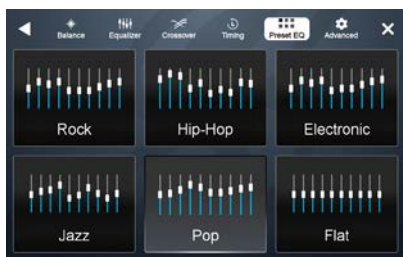 Balance
Equalizer
Crossover
Timing
Preset EQ
Advanced
Rock
Hip-Hop
Electronic
Jazz
Pop
Flat